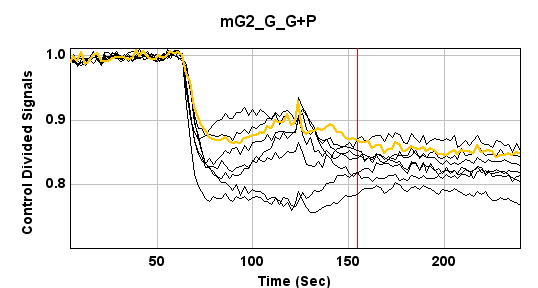 mG2_G_G+P
Control Divided Signals
1.0
0.9
0.8
50 100 150 200
Time (Sec)